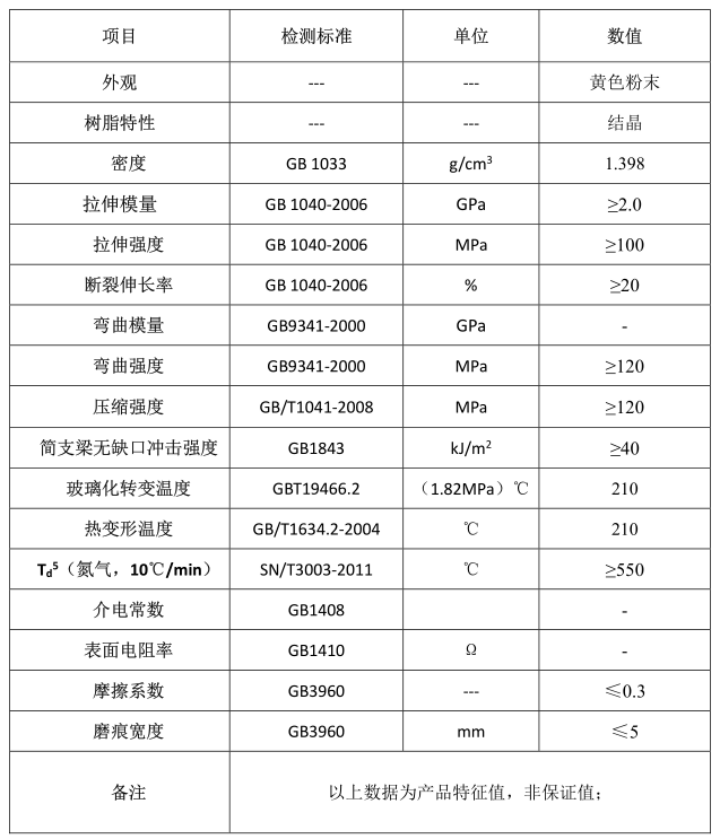 项目 检测标准 单位 数值
外观 --- --- 黄色粉末
树脂特性 --- --- 结晶
密度 GB 1033 g/cm³ 1.398
拉伸模量 GB 1040-2006 GPa ≥2.0
拉伸强度 GB 1040-2006 MPa ≥100
断裂伸长率 GB 1040-2006 % ≥20
弯曲模量 GB9341-2000 GPa -
弯曲强度 GB9341-2000 MPa ≥120
压缩强度 GB/T1041-2008 MPa ≥120
简支梁无缺口冲击强度 GB1843 kJ/m² ≥40
玻璃化转变温度 GBT19466.2 （1.82MPa）℃ 210
热变形温度 GB/T1634.2-2004 ℃ 210
Td⁵（氮气，10℃/min） SN/T3003-2011 ℃ ≥550
介电常数 GB1408 -
表面电阻率 GB1410 Ω -
摩擦系数 GB3960 --- ≤0.3
磨痕宽度 GB3960 mm ≤5
备注 以上数据为产品特征值，非保证值；